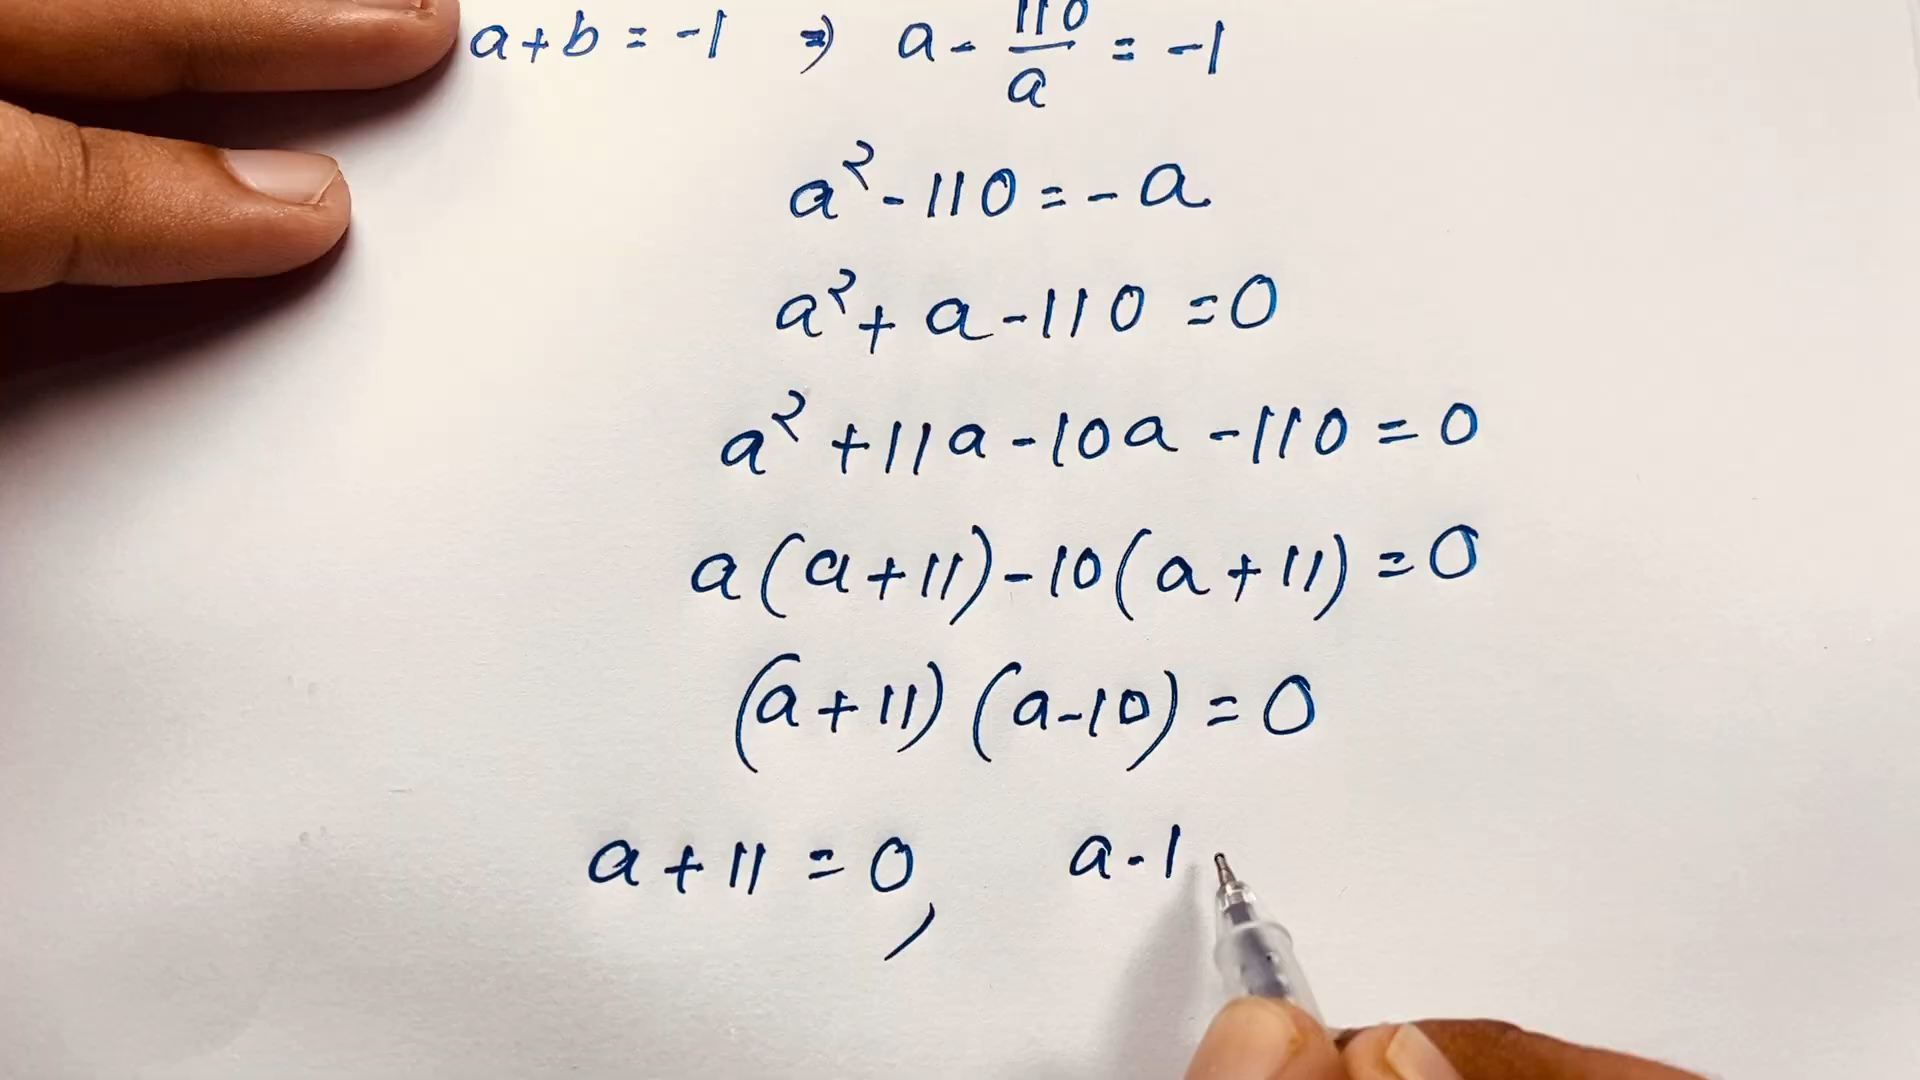 a+b = -1 ⇒ a - 110/a = -1
a² - 110 = - a
a² + a - 110 = 0
a² + 11a - 10a - 110 = 0
a(a+11) - 10(a+11) = 0
(a+11)(a-10) = 0
a + 11 = 0, a - 1